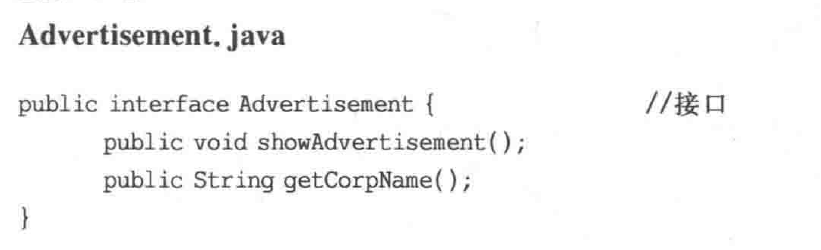 Advertisement.java
public interface Advertisement { //接口
public void showAdvertisement();
public String getCorpName();
}